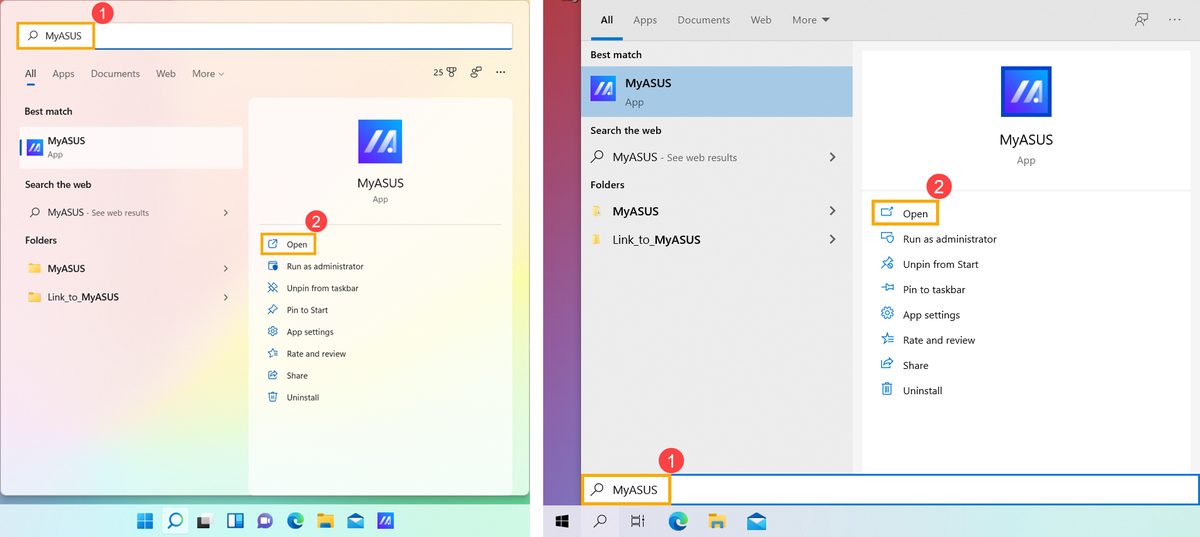 1
MyASUS
All Apps Documents Web More
25
Best match
MyASUS
App
Search the web
MyASUS - See web results
Folders
MyASUS
Link_to_MyASUS
MyASUS
App
2
Open
Run as administrator
Unpin from taskbar
Pin to Start
App settings
Rate and review
Share
Uninstall
All Apps Documents Web More
Best match
MyASUS
App
Search the web
MyASUS - See web results
Folders
MyASUS
Link_to_MyASUS
MyASUS
App
2
Open
Run as administrator
Unpin from Start
Pin to taskbar
App settings
Rate and review
Share
Uninstall
1
MyASUS